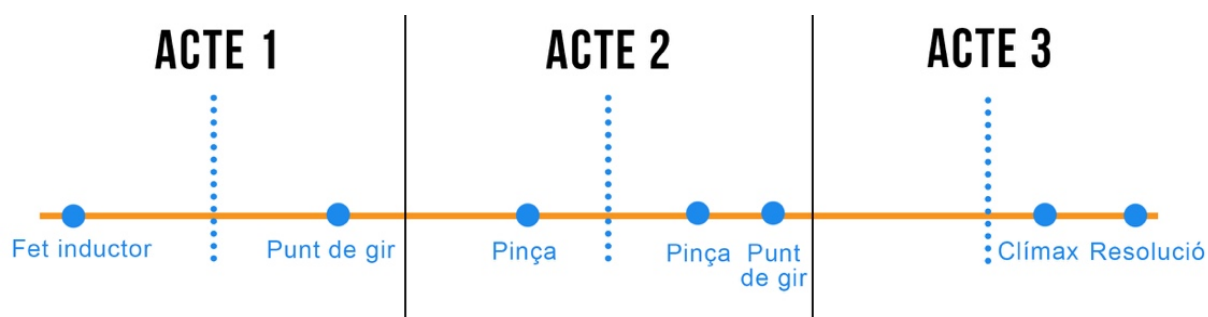 ACTE 1
ACTE 2
ACTE 3
Fet inductor
Punt de gir
Pinça
Pinça
Punt
de gir
Clímax
Resolució